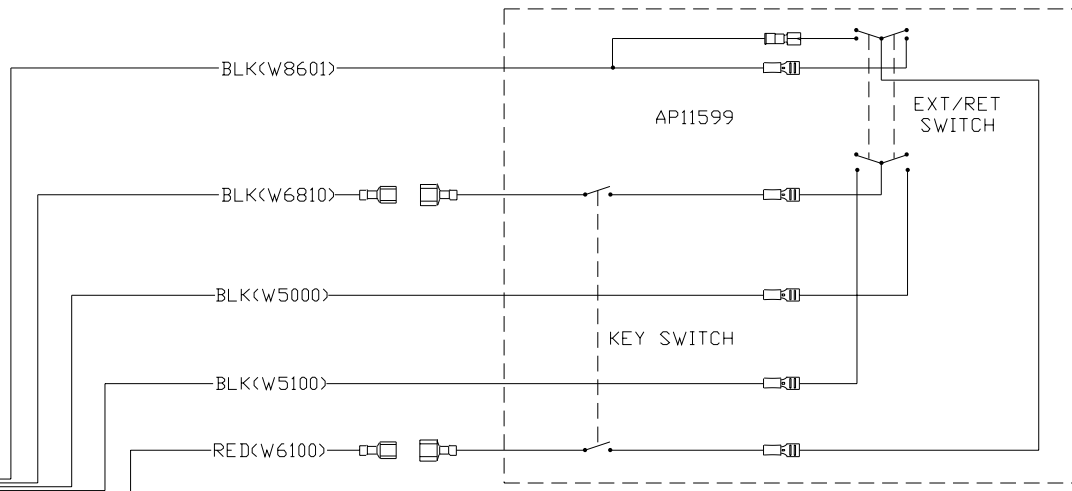 BLK(W8601)
AP11599
EXT/RET
SWITCH
BLK(W6810)
BLK(W5000)
KEY SWITCH
BLK(W5100)
RED(W6100)